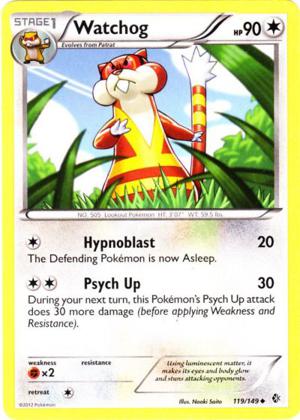 STAGE1
Watchog
HP 90
Evolves from Patrat
NO. 505 Lookout Pokémon HT. 3'07" WT. 59.5 lbs.
Hypnoblast 20
The Defending Pokémon is now Asleep.
Psych Up 30
During your next turn, this Pokémon's Psych Up attack
does 30 more damage (before applying Weakness and
Resistance).
weakness resistance
×2
retreat
Using luminescent matter, it
makes its eyes and body glow
and stuns attacking opponents.
©2012 Pokémon
Illus. Naoki Saito
119/149